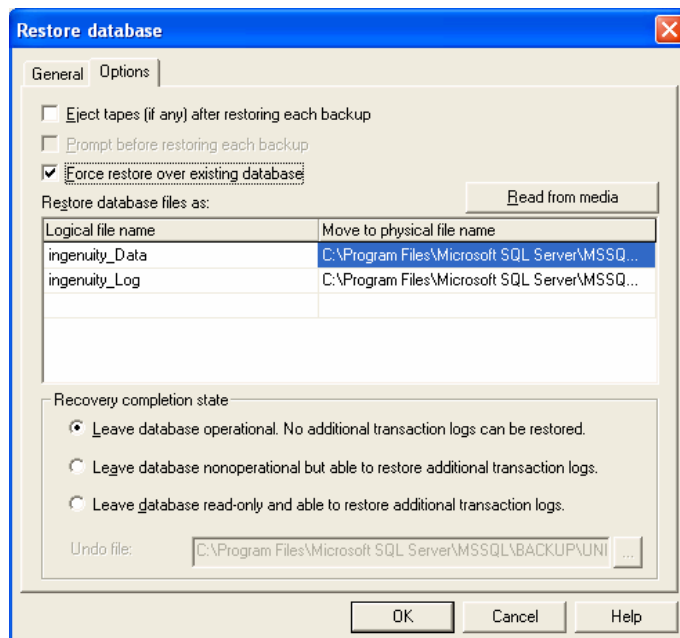 Restore database
General Options
Eject tapes (if any) after restoring each backup
Prompt before restoring each backup
Force restore over existing database
Restore database files as:
Read from media
Logical file name Move to physical file name
ingenuity_Data C:\Program Files\Microsoft SQL Server\MSSQ...
ingenuity_Log C:\Program Files\Microsoft SQL Server\MSSQ...
Recovery completion state
Leave database operational. No additional transaction logs can be restored.
Leave database nonoperational but able to restore additional transaction logs.
Leave database read-only and able to restore additional transaction logs.
Undo file: C:\Program Files\Microsoft SQL Server\MSSQL\BACKUP\UNI ...
OK Cancel Help